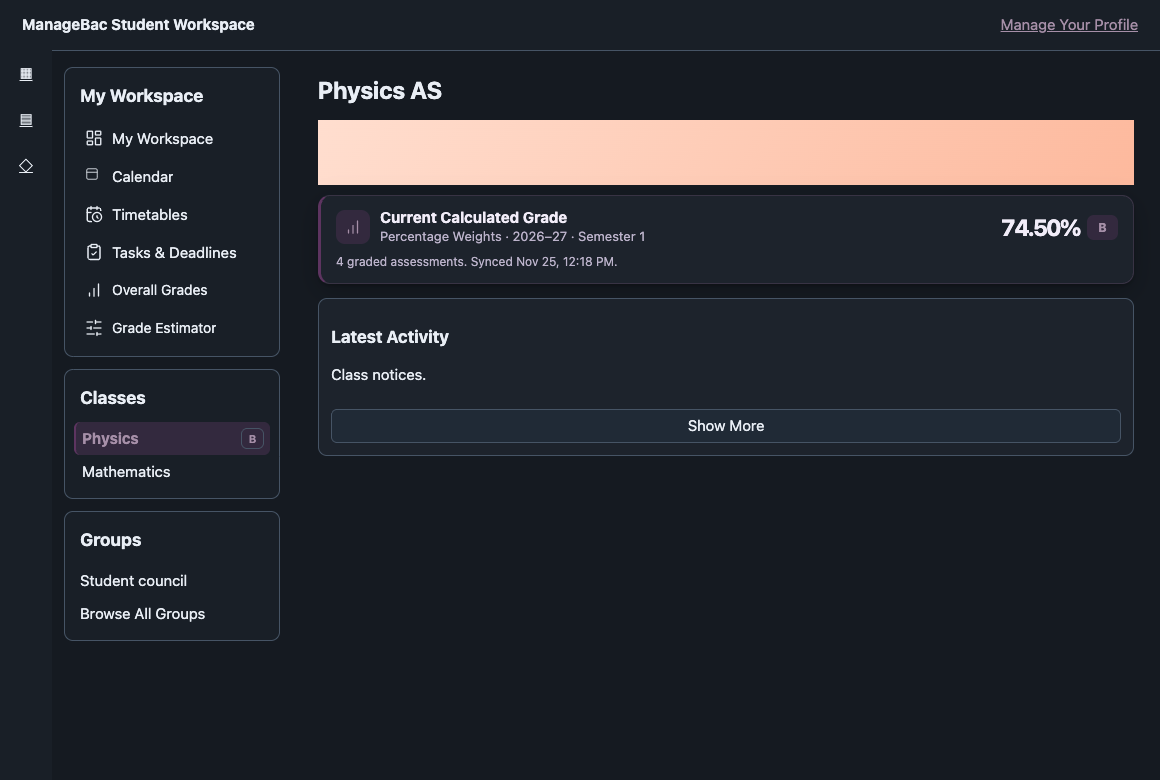 ManageBac Student Workspace
Manage Your Profile
My Workspace
My Workspace
Calendar
Timetables
Tasks & Deadlines
Overall Grades
Grade Estimator
Classes
Physics B
Mathematics
Groups
Student council
Browse All Groups
Physics AS
Current Calculated Grade
Percentage Weights · 2026–27 · Semester 1
74.50% B
4 graded assessments. Synced Nov 25, 12:18 PM.
Latest Activity
Class notices.
Show More